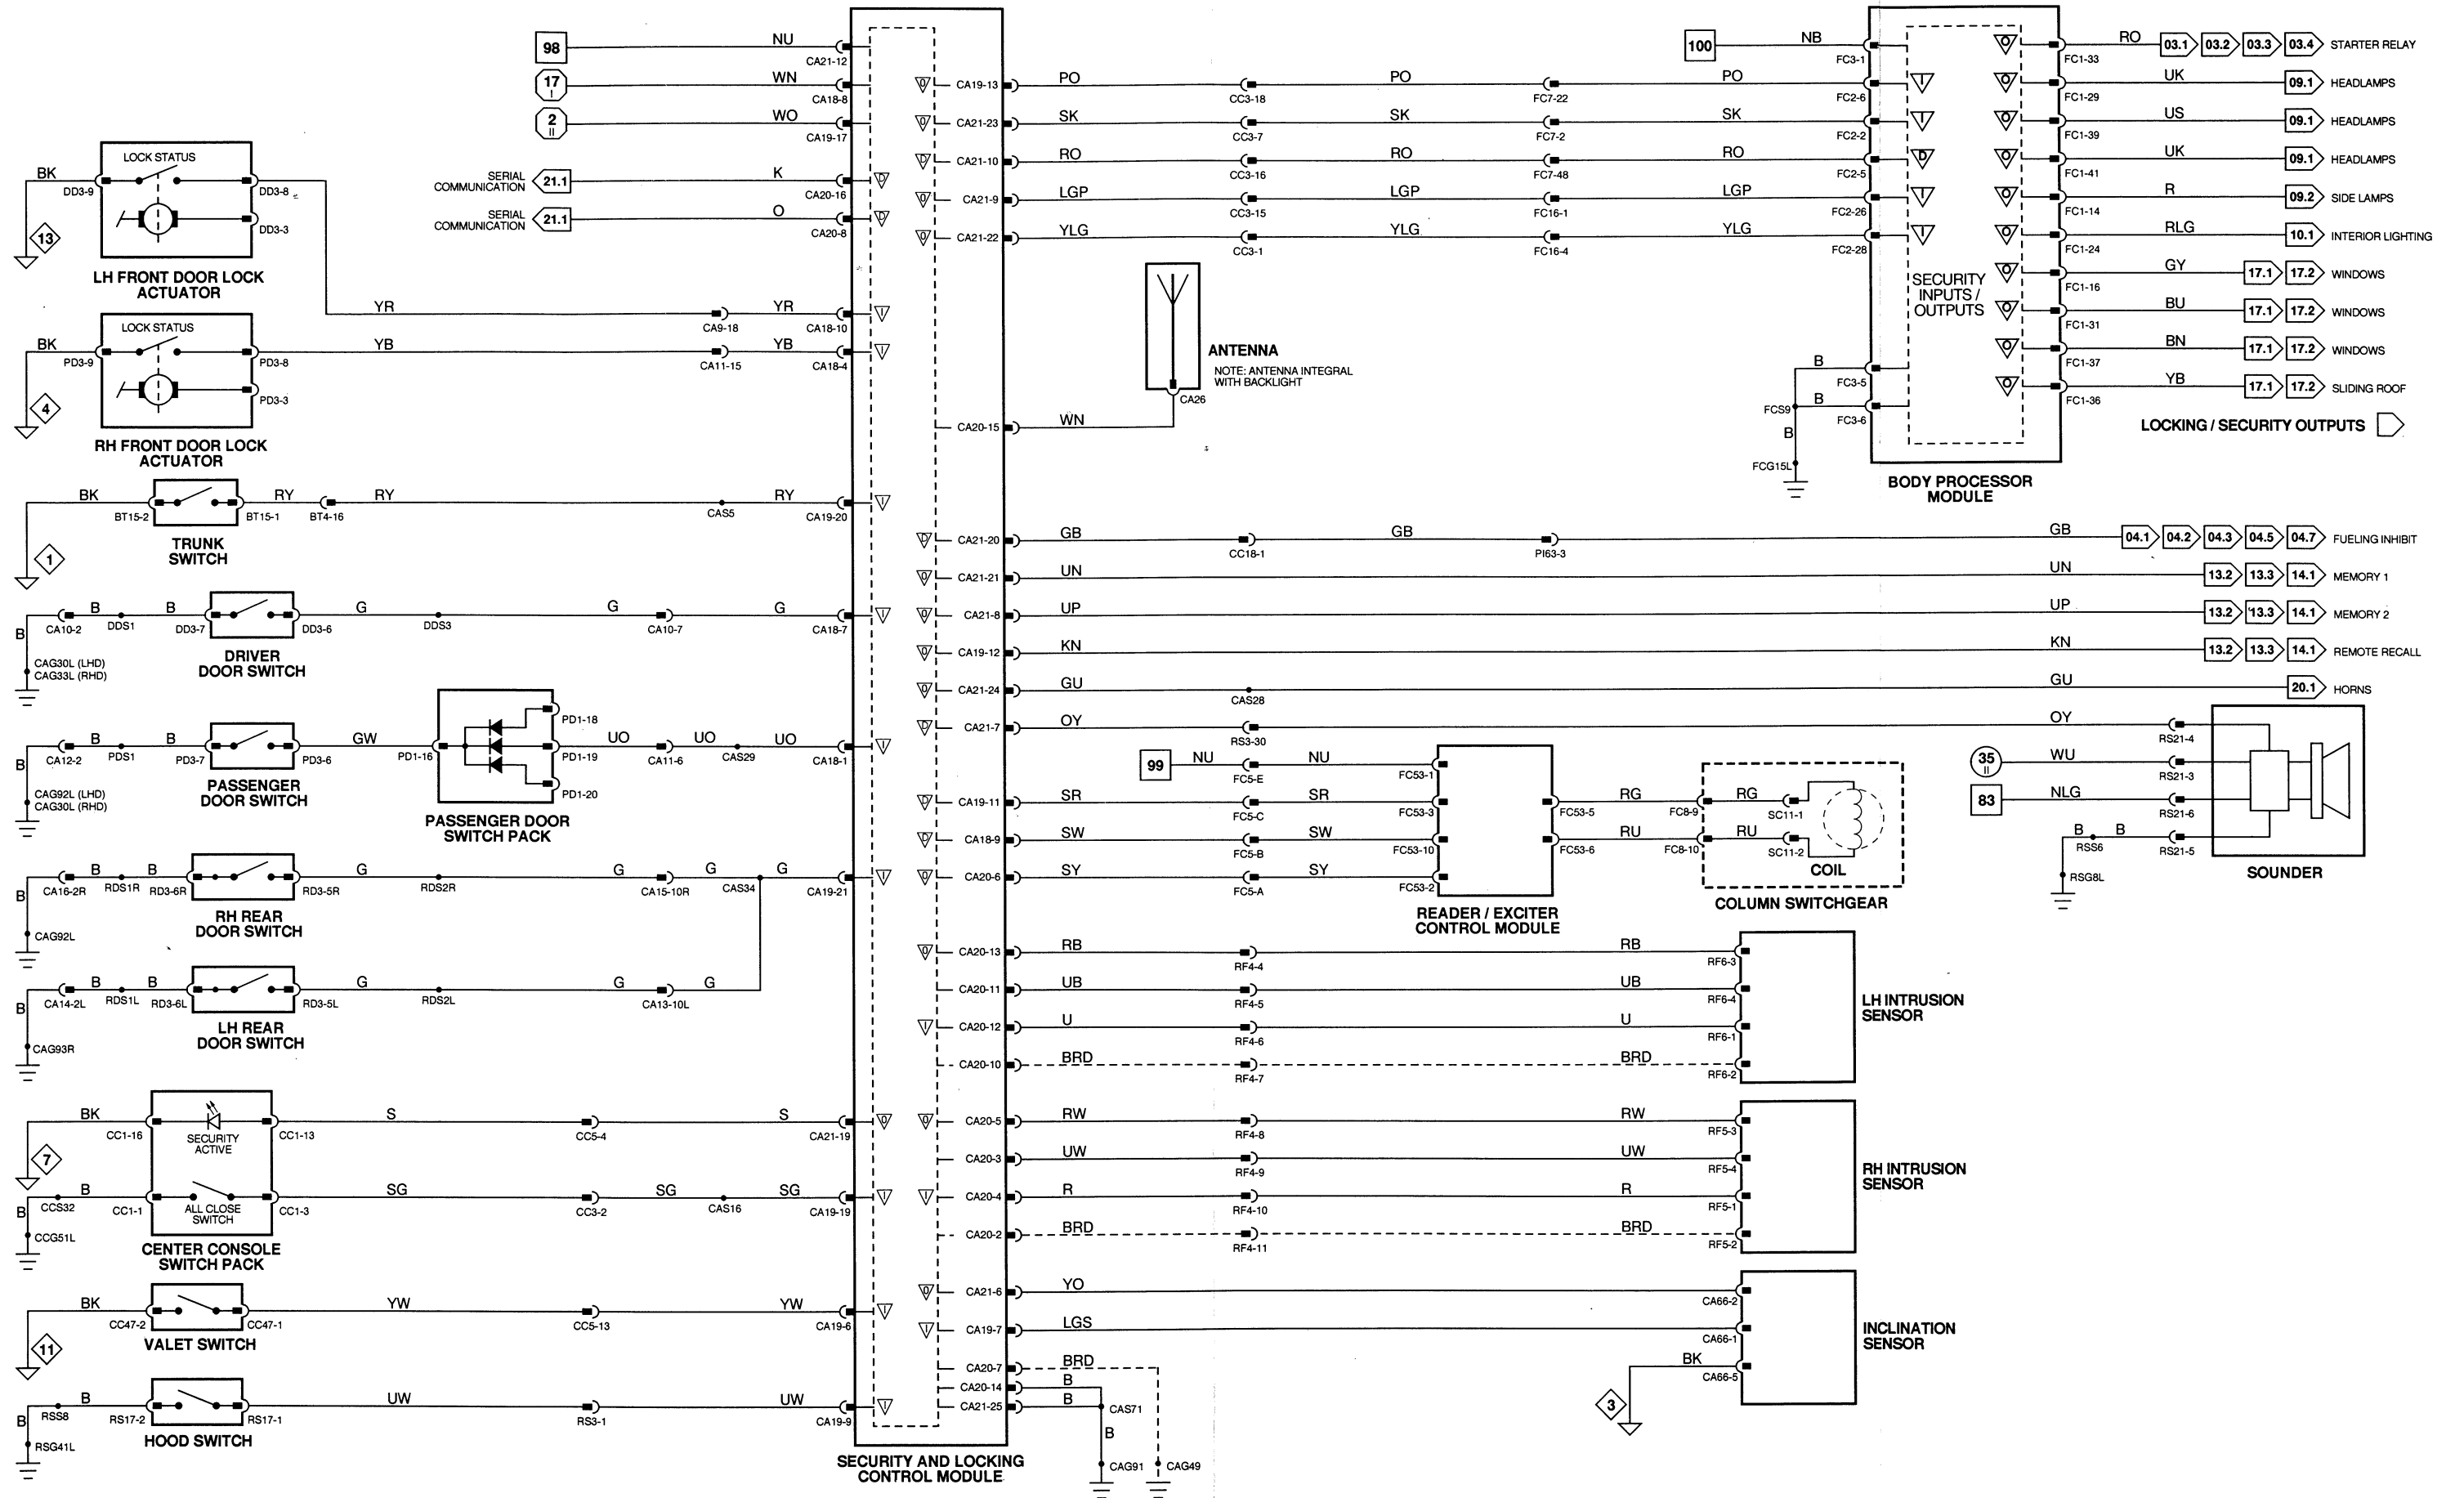 98
NU
CA21-12
17
I
WN
CA18-8
2
II
WO
CA19-17
SERIAL
COMMUNICATION
21.1
K
CA20-16
SERIAL
COMMUNICATION
21.1
O
CA20-8
BK
DD3-9
LOCK STATUS
DD3-8
DD3-3
13
LH FRONT DOOR LOCK
ACTUATOR
YR
CA9-18
YR
CA18-10
BK
PD3-9
LOCK STATUS
PD3-8
PD3-3
YB
CA11-15
YB
CA18-4
4
RH FRONT DOOR LOCK
ACTUATOR
BK
BT15-2
BT15-1
RY
BT4-16
RY
CAS5
RY
CA19-20
1
TRUNK
SWITCH
B
CA10-2
B
DDS1
B
DD3-7
DD3-6
G
DDS3
G
CA10-7
G
CA18-7
CAG30L (LHD)
CAG33L (RHD)
DRIVER
DOOR SWITCH
B
CA12-2
B
PDS1
B
PD3-7
PD3-6
GW
PD1-16
PD1-18
PD1-19
PD1-20
UO
CA11-6
UO
CAS29
UO
CA18-1
CAG92L (LHD)
CAG30L (RHD)
PASSENGER
DOOR SWITCH
PASSENGER DOOR
SWITCH PACK
B
CA16-2R
B
RDS1R
B
RD3-6R
RD3-5R
G
RDS2R
G
CA15-10R
G
CAS34
G
CA19-21
CAG92L
RH REAR
DOOR SWITCH
B
CA14-2L
B
RDS1L
B
RD3-6L
RD3-5L
G
RDS2L
G
CA13-10L
G
CAG93R
LH REAR
DOOR SWITCH
BK
CC1-16
SECURITY
ACTIVE
CC1-13
S
CC5-4
S
CA21-19
7
B
CCS32
B
CC1-1
ALL CLOSE
SWITCH
CC1-3
SG
CC3-2
SG
CAS16
SG
CA19-19
CCG51L
CENTER CONSOLE
SWITCH PACK
BK
CC47-2
CC47-1
YW
CC5-13
YW
CA19-6
11
VALET SWITCH
B
RSS8
B
RS17-2
RS17-1
UW
RS3-1
UW
CA19-9
RSG41L
HOOD SWITCH
SECURITY AND LOCKING
CONTROL MODULE
CA19-13
PO
CC3-18
PO
FC7-22
PO
FC2-6
CA21-23
SK
CC3-7
SK
FC7-2
SK
FC2-2
CA21-10
RO
CC3-16
RO
FC7-48
RO
FC2-5
CA21-9
LGP
CC3-15
LGP
FC16-1
LGP
FC2-26
CA21-22
YLG
CC3-1
YLG
FC16-4
YLG
FC2-28
100
NB
FC3-1
SECURITY
INPUTS /
OUTPUTS
B
FC3-5
FCS9
B
FC3-6
B
FCG15L
BODY PROCESSOR
MODULE
FC1-33
RO
03.1
03.2
03.3
03.4
STARTER RELAY
FC1-29
UK
09.1
HEADLAMPS
FC1-39
US
09.1
HEADLAMPS
FC1-41
UK
09.1
HEADLAMPS
FC1-14
R
09.2
SIDE LAMPS
FC1-24
RLG
10.1
INTERIOR LIGHTING
FC1-16
GY
17.1
17.2
WINDOWS
FC1-31
BU
17.1
17.2
WINDOWS
FC1-37
BN
17.1
17.2
WINDOWS
FC1-36
YB
17.1
17.2
SLIDING ROOF
LOCKING / SECURITY OUTPUTS
ANTENNA
NOTE: ANTENNA INTEGRAL
WITH BACKLIGHT
CA26
CA20-15
WN
CA21-20
GB
CC18-1
GB
PI63-3
GB
04.1
04.2
04.3
04.5
04.7
FUELING INHIBIT
CA21-21
UN
UN
13.2
13.3
14.1
MEMORY 1
CA21-8
UP
UP
13.2
13.3
14.1
MEMORY 2
CA19-12
KN
KN
13.2
13.3
14.1
REMOTE RECALL
CA21-24
GU
CAS28
GU
20.1
HORNS
CA21-7
OY
RS3-30
OY
RS21-4
35
II
WU
RS21-3
83
NLG
RS21-6
B
RSS6
B
RS21-5
RSG8L
SOUNDER
99
NU
FC5-E
NU
FC53-1
CA19-11
SR
FC5-C
SR
FC53-3
CA18-9
SW
FC5-B
SW
FC53-10
CA20-6
SY
FC5-A
SY
FC53-2
READER / EXCITER
CONTROL MODULE
FC53-5
RG
FC8-9
RG
SC11-1
FC53-6
RU
FC8-10
RU
SC11-2
COIL
COLUMN SWITCHGEAR
CA20-13
RB
RF4-4
RB
RF6-3
CA20-11
UB
RF4-5
UB
RF6-4
CA20-12
U
RF4-6
U
RF6-1
CA20-10
BRD
RF4-7
BRD
RF6-2
LH INTRUSION
SENSOR
CA20-5
RW
RF4-8
RW
RF5-3
CA20-3
UW
RF4-9
UW
RF5-4
CA20-4
R
RF4-10
R
RF5-1
CA20-2
BRD
RF4-11
BRD
RF5-2
RH INTRUSION
SENSOR
CA21-6
YO
CA66-2
CA19-7
LGS
CA66-1
BK
CA66-5
3
INCLINATION
SENSOR
CA20-7
BRD
CA20-14
B
CA21-25
B
CAS71
B
CAG91
CAG49